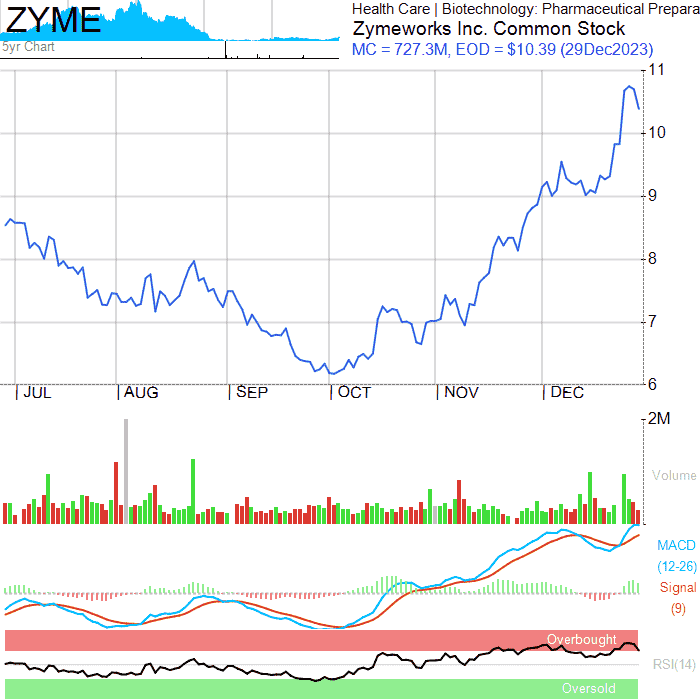 ZYME
5yr Chart
Health Care | Biotechnology: Pharmaceutical Prepara
Zymeworks Inc. Common Stock
MC = 727.3M, EOD = $10.39 (29Dec2023)
11
10
9
8
7
6
JUL AUG SEP OCT NOV DEC
2M
Volume
MACD
(12-26)
Signal
(9)
Overbought
RSI(14)
Oversold